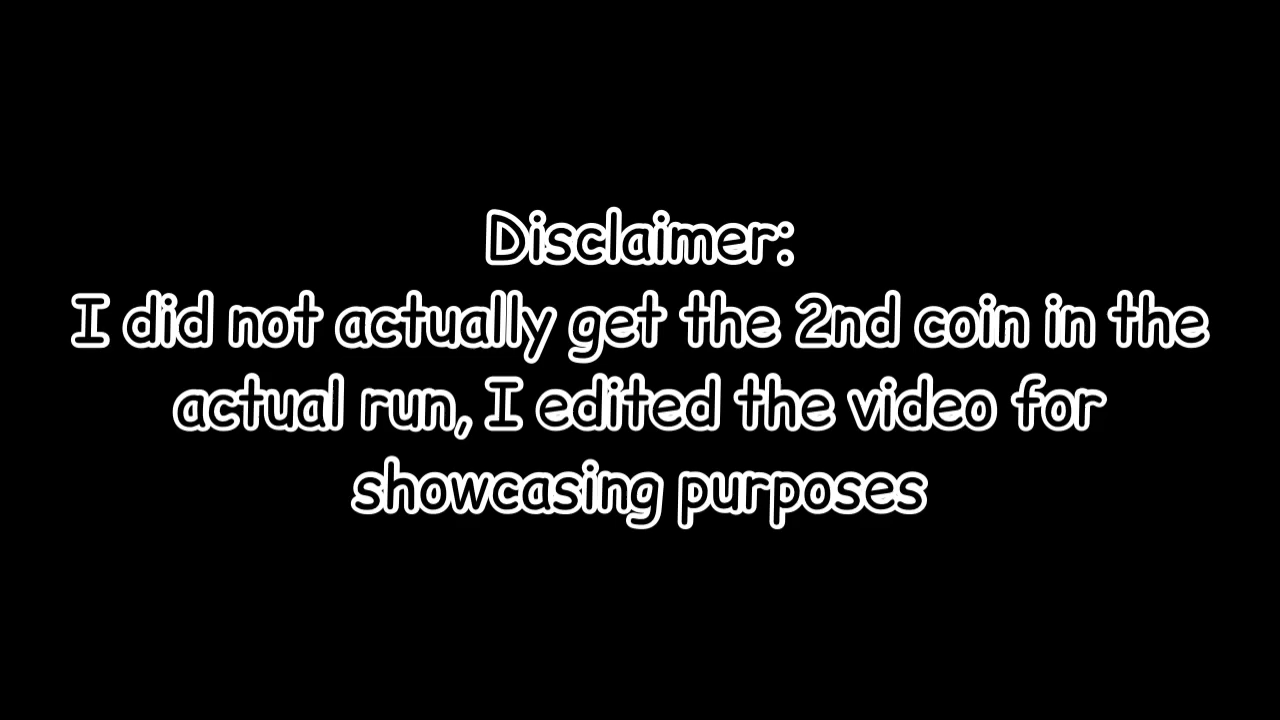 Disclaimer:
I did not actually get the 2nd coin in the
actual run, I edited the video for
showcasing purposes